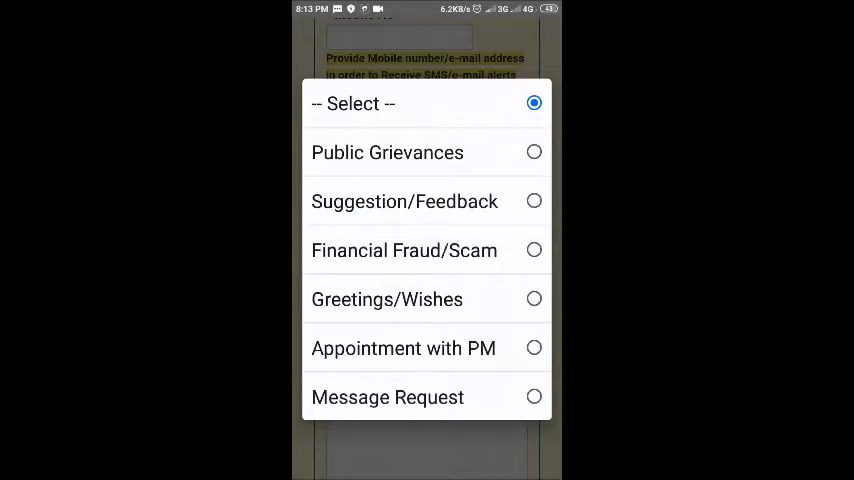 8:13 PM 6.2KB/s 3G 4G 43
Provide Mobile number/e-mail address
in order to Receive SMS/e-mail alerts
-- Select --
Public Grievances
Suggestion/Feedback
Financial Fraud/Scam
Greetings/Wishes
Appointment with PM
Message Request